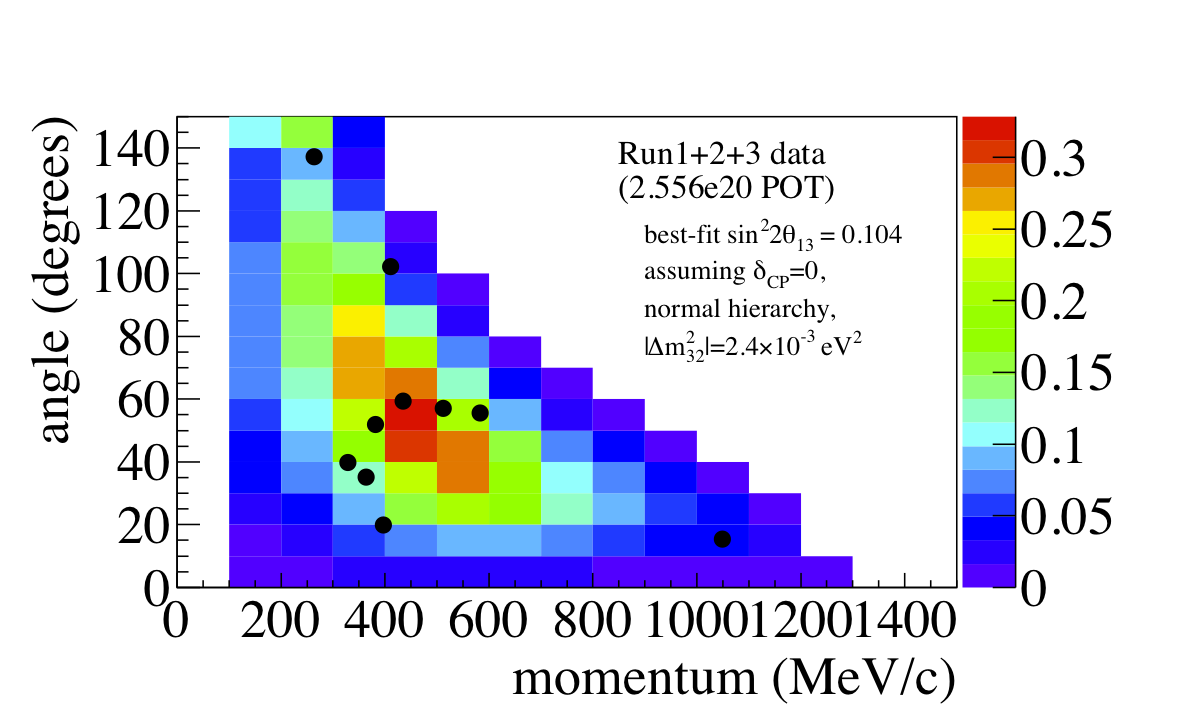 Run1+2+3 data
(2.556e20 POT)
best-fit sin²2θ₁₃ = 0.104
assuming δCP=0,
normal hierarchy,
|Δm²₃₂|=2.4×10⁻³ eV²
angle (degrees)
140
120
100
80
60
40
20
0
0 200 400 600 800 1000 1200 1400
momentum (MeV/c)
0.3
0.25
0.2
0.15
0.1
0.05
0